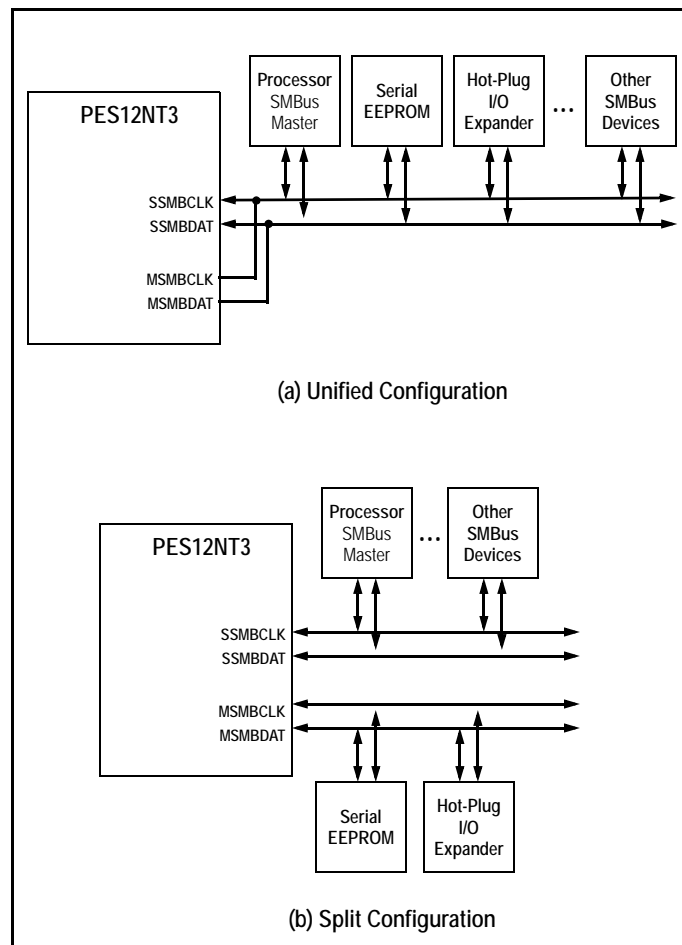 PES12NT3
Processor
SMBus
Master
Serial
EEPROM
Hot-Plug
I/O
Expander
...
Other
SMBus
Devices
SSMBCLK
SSMBDAT
MSMBCLK
MSMBDAT
(a) Unified Configuration
PES12NT3
Processor
SMBus
Master
...
Other
SMBus
Devices
SSMBCLK
SSMBDAT
MSMBCLK
MSMBDAT
Serial
EEPROM
Hot-Plug
I/O
Expander
(b) Split Configuration